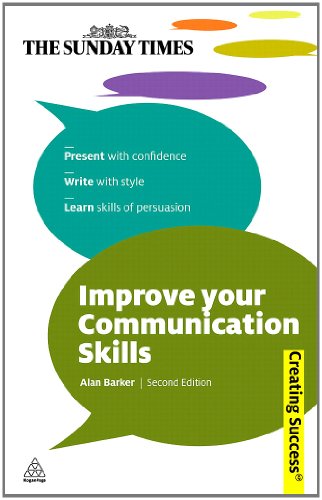 THE SUNDAY TIMES
Present with confidence
Write with style
Learn skills of persuasion
Improve your
Communication
Skills
Alan Barker | Second Edition
Creating Success
KoganPage